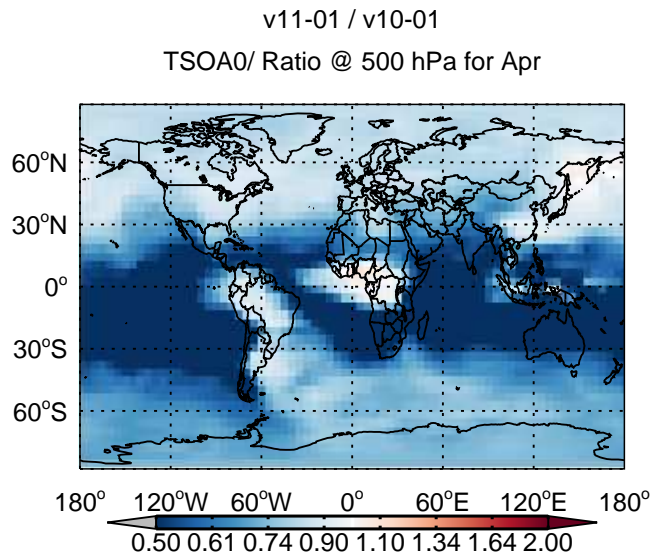 v11-01 / v10-01
TSOA0/ Ratio @ 500 hPa for Apr
60°N
30°N
0°
30°S
60°S
180° 120°W 60°W 0° 60°E 120°E 180°
0.50 0.61 0.74 0.90 1.10 1.34 1.64 2.00